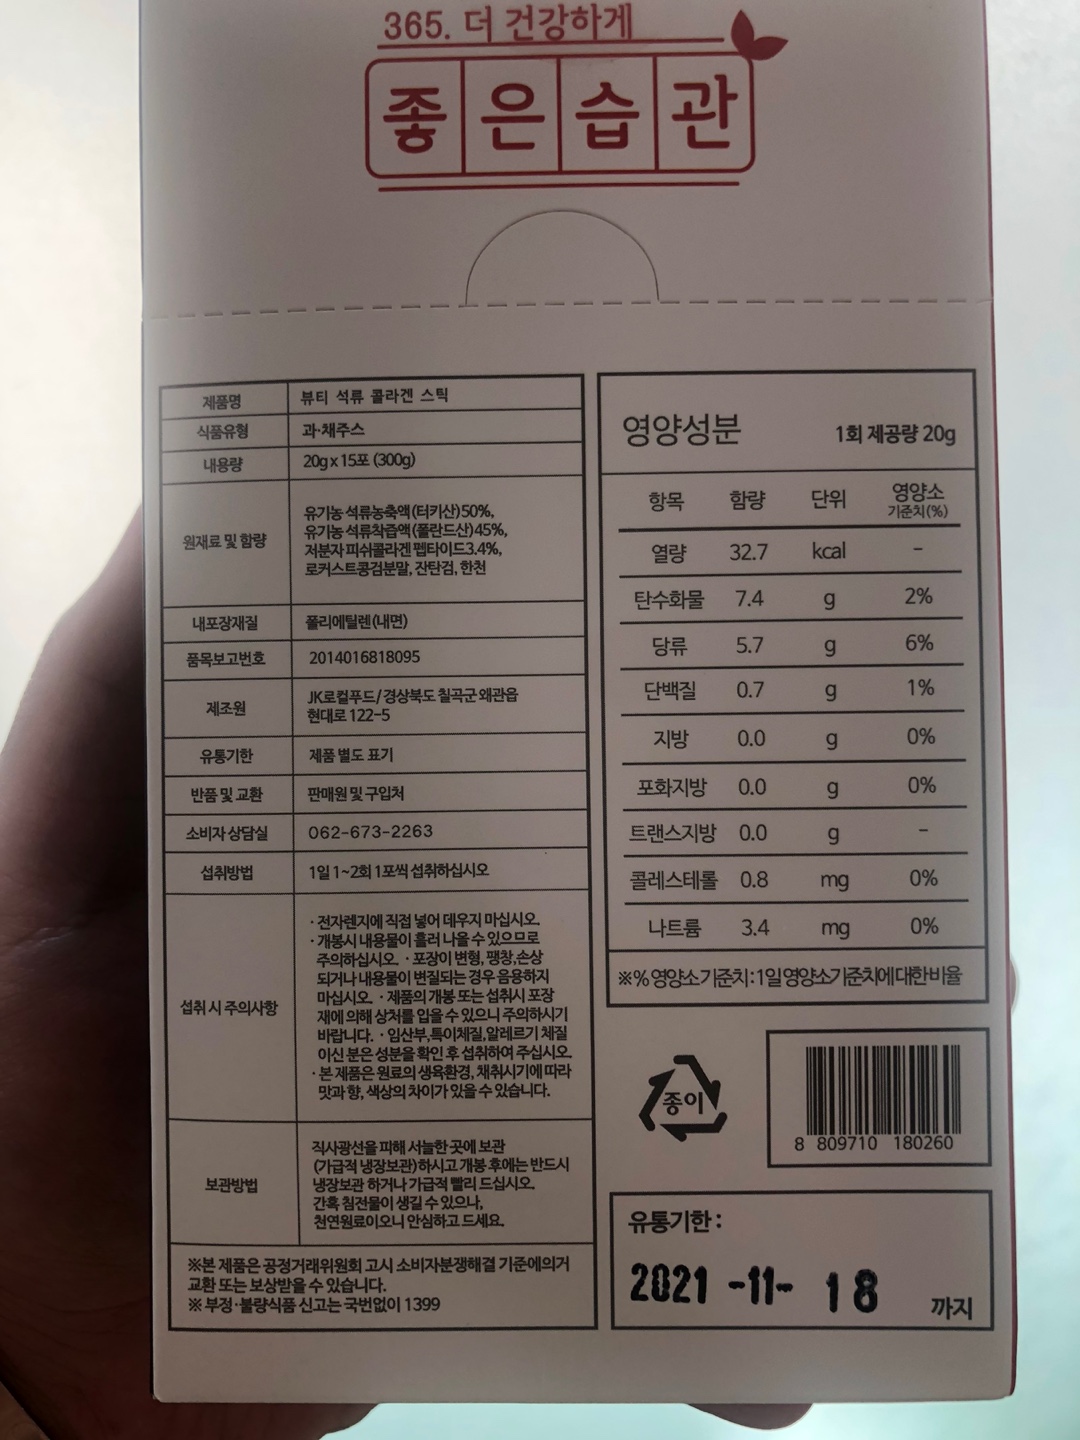 365. 더 건강하게
좋은습관
제품명 뷰티 석류 콜라겐 스틱
식품유형 과·채주스
내용량 20g x 15포 (300g)
원재료 및 함량
유기농 석류농축액(터키산)50%,
유기농 석류착즙액(폴란드산)45%,
저분자 피쉬콜라겐 펩타이드3.4%,
로커스트콩검분말, 잔탄검, 한천
내포장재질 폴리에틸렌(내면)
품목보고번호 2014016818095
제조원
JK로컬푸드/경상북도 칠곡군 왜관읍
현대로 122-5
유통기한 제품 별도 표기
반품 및 교환 판매원 및 구입처
소비자 상담실 062-673-2263
섭취방법 1일 1~2회 1포씩 섭취하십시오
섭취 시 주의사항
· 전자렌지에 직접 넣어 데우지 마십시오.
· 개봉시 내용물이 흘러 나올 수 있으므로
주의하십시오. · 포장이 변형, 팽창,손상
되거나 내용물이 변질되는 경우 음용하지
마십시오. · 제품의 개봉 또는 섭취시 포장
재에 의해 상처를 입을 수 있으니 주의하시기
바랍니다. · 임산부,특이체질,알레르기 체질
이신 분은 성분을 확인 후 섭취하여 주십시오.
· 본 제품은 원료의 생육환경, 채취시기에 따라
맛과 향, 색상의 차이가 있을 수 있습니다.
보관방법
직사광선을 피해 서늘한 곳에 보관
(가급적 냉장보관)하시고 개봉 후에는 반드시
냉장보관 하거나 가급적 빨리 드십시오.
간혹 침전물이 생길 수 있으나,
천연원료이오니 안심하고 드세요.
※본 제품은 공정거래위원회 고시 소비자분쟁해결 기준에의거
교환 또는 보상받을 수 있습니다.
※ 부정·불량식품 신고는 국번없이 1399
영양성분 1회 제공량 20g
항목 함량 단위 영양소
기준치(%)
열량 32.7 kcal -
탄수화물 7.4 g 2%
당류 5.7 g 6%
단백질 0.7 g 1%
지방 0.0 g 0%
포화지방 0.0 g 0%
트랜스지방 0.0 g -
콜레스테롤 0.8 mg 0%
나트륨 3.4 mg 0%
※% 영양소기준치:1일영양소기준치에대한비율
종이
8 809710 180260
유통기한 :
2021 -11- 18 까지